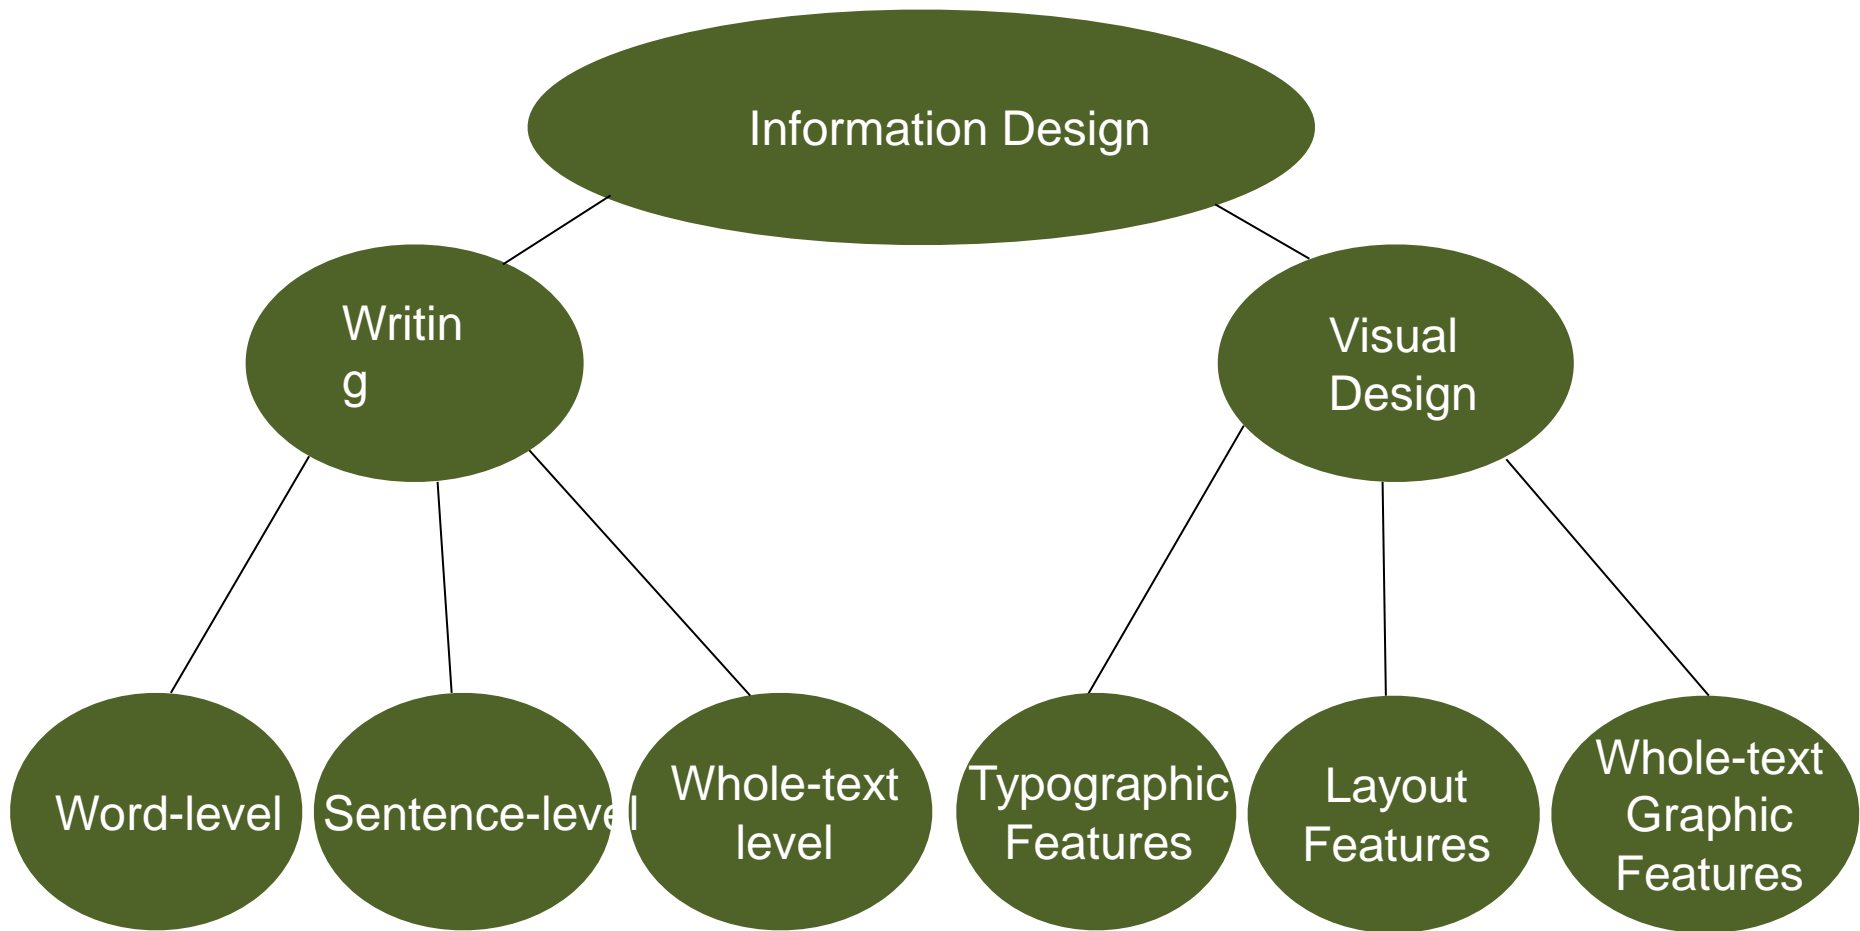 Information Design
Writin
g
Visual
Design
Word-level
Sentence-level
Whole-text
level
Typographic
Features
Layout
Features
Whole-text
Graphic
Features